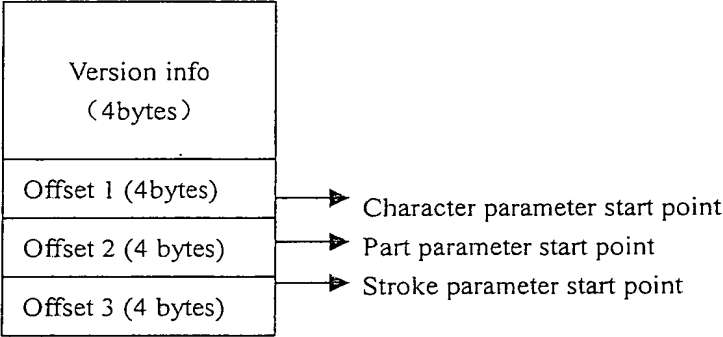 Version info
（4bytes）
Offset 1 (4bytes)
Character parameter start point
Offset 2 (4 bytes)
Part parameter start point
Offset 3 (4 bytes)
Stroke parameter start point